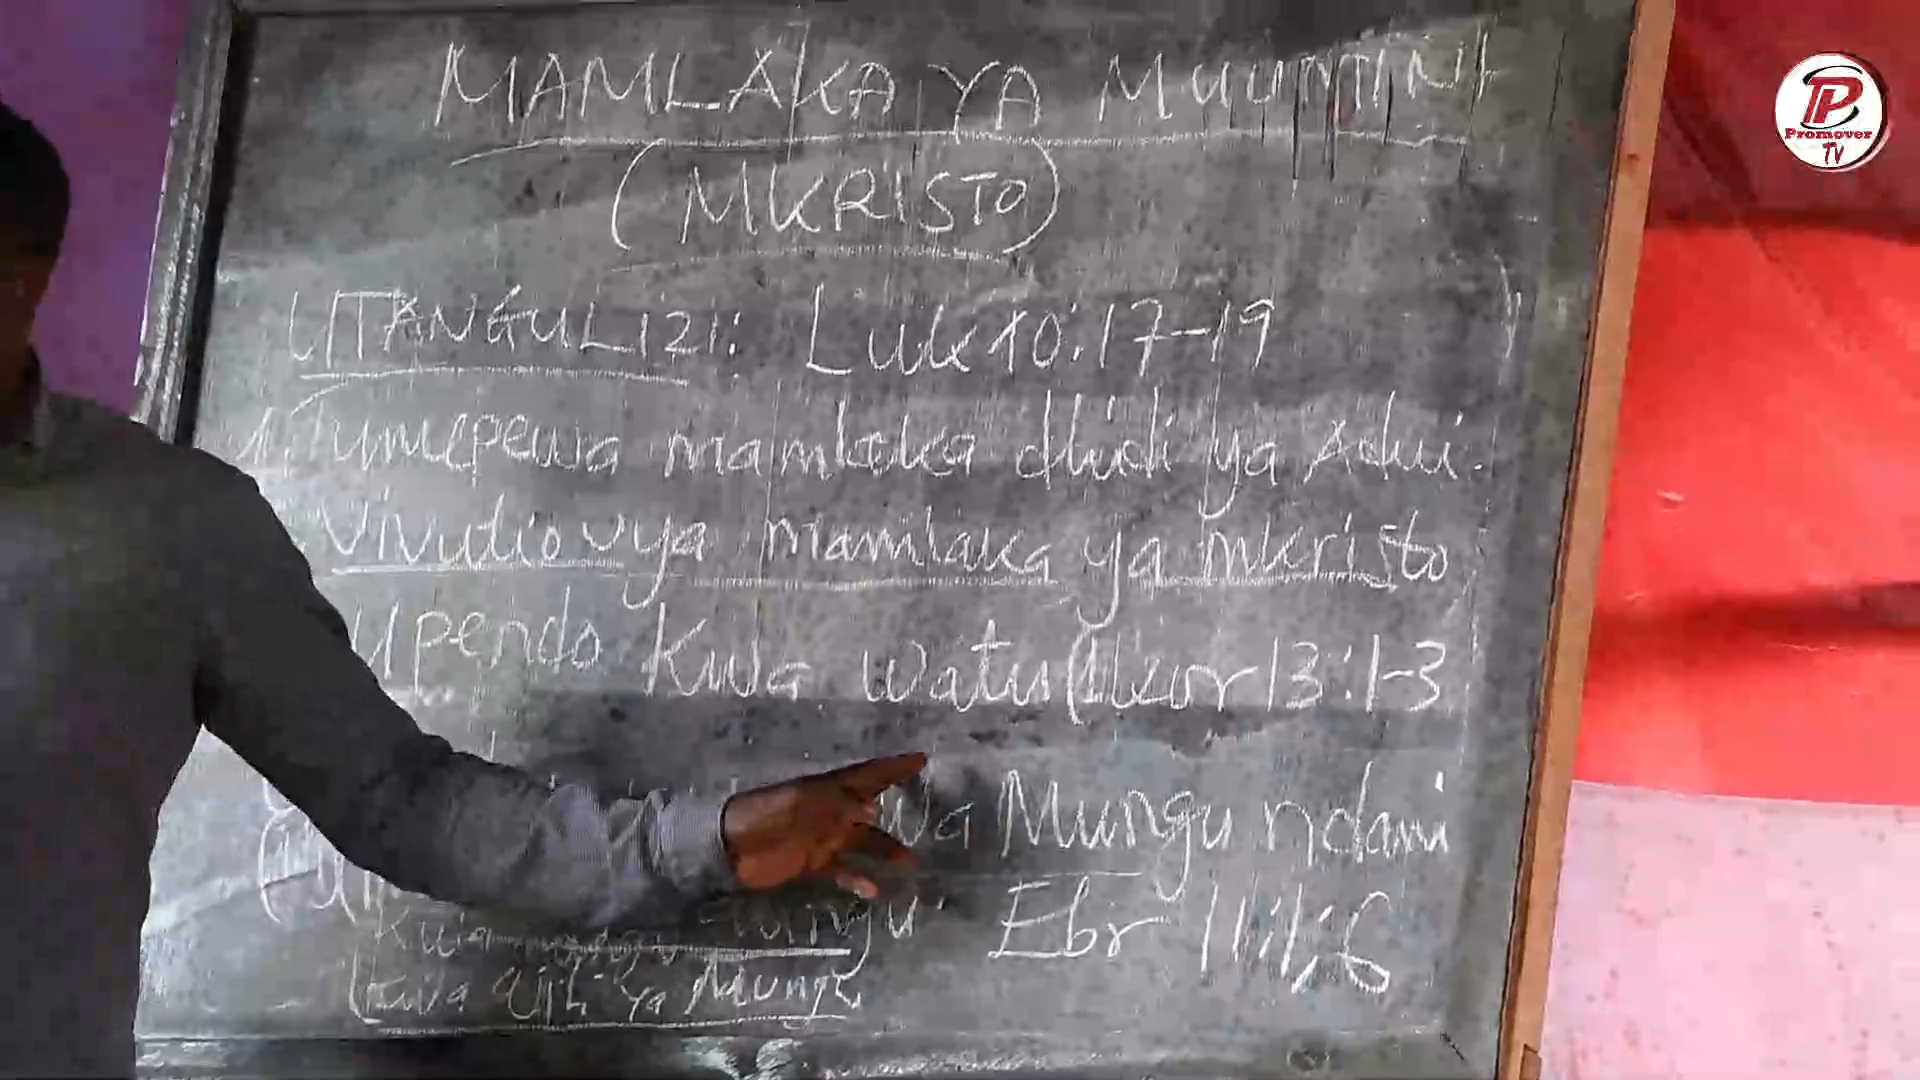 MAMLAKA YA MUUMINI
(MKRISTO)
UTANGULIZI: Luk 10:17-19
1. Tumepewa mamlaka dhidi ya Adui.
Vivutio vya mamlaka ya mkristo
Upendo kwa watu (1kor 13:1-3
wa Mungu ndani
Kwa Ebr 11:1,6
(kwa ya Mungu
Promover
TV